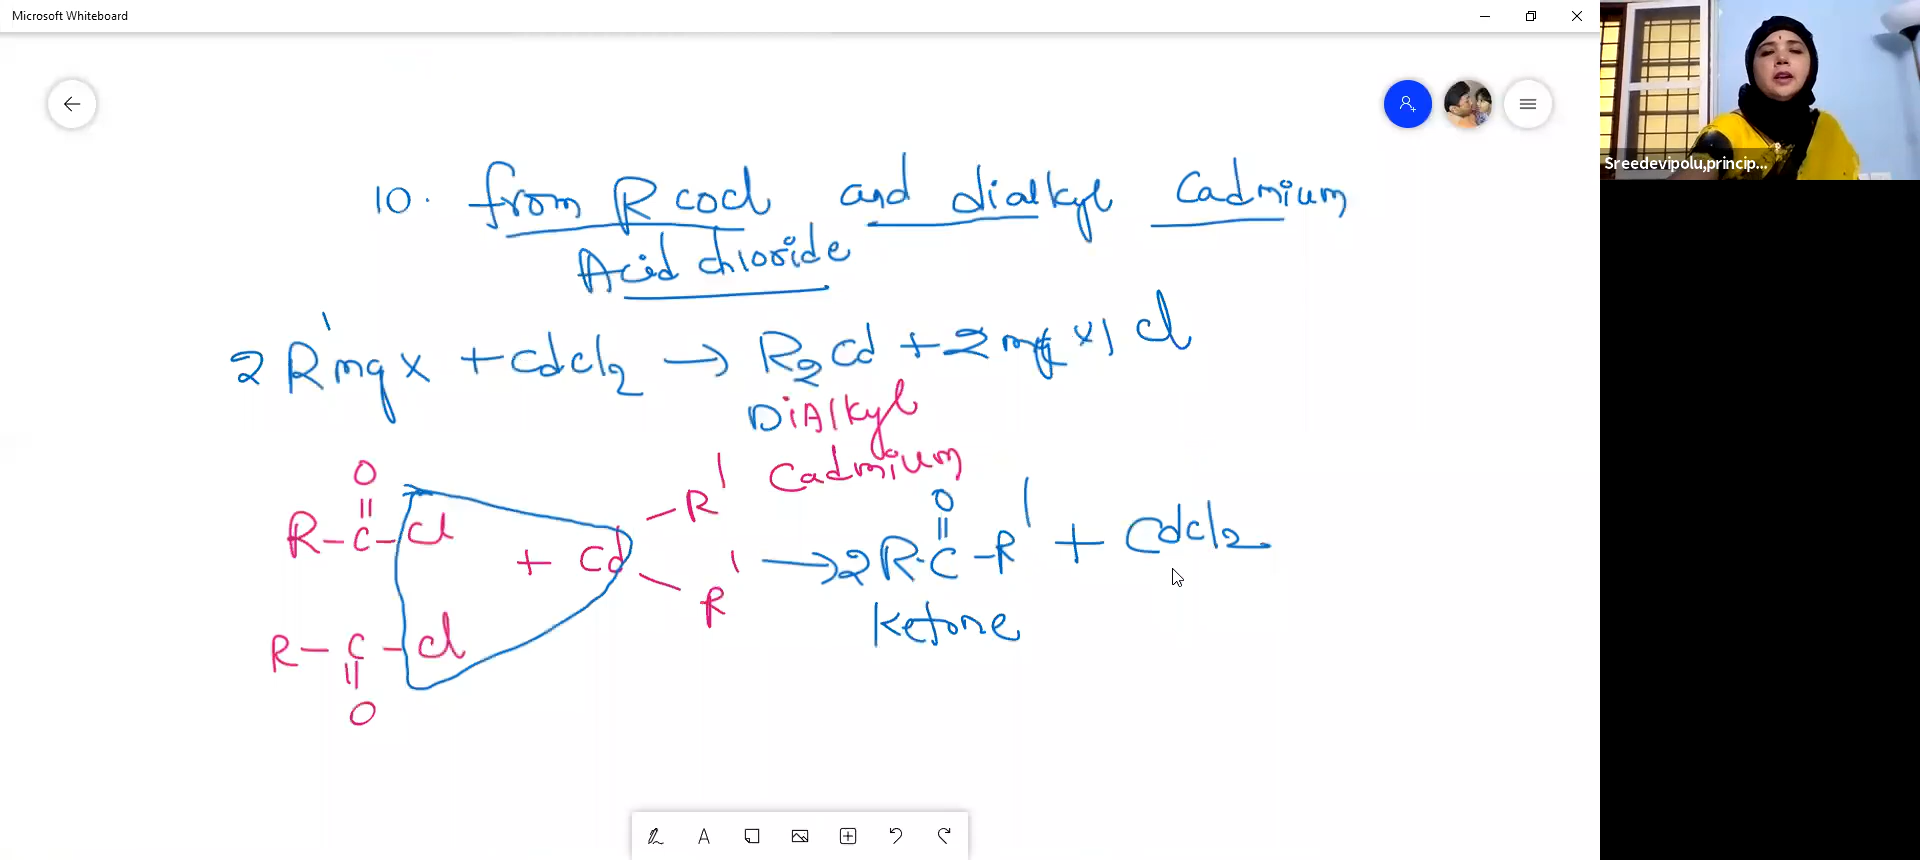 Microsoft Whiteboard
Sreedevipolu,princip...
10. from R cocl and dialkyl Cadmium
Acid chloride
2 R'mgx + cdcl2 → R2Cd + 2 mg x Cl
DiAlkyl
Cadmium
O
||
R-C-Cl
+ Cd
-R'
-R'
R-C-Cl
||
O
O
||
→ 2R-C-R' + Cdcl2
ketone
A